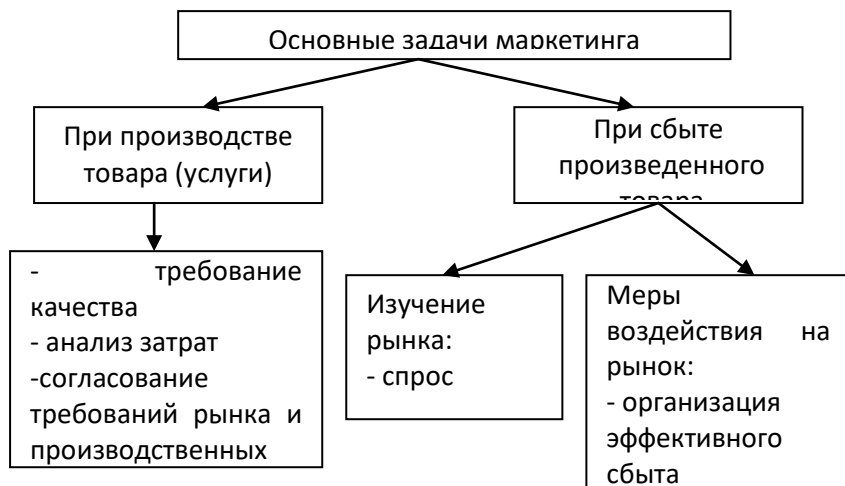 Основные задачи маркетинга
При производстве
товара (услуги)
При сбыте
произведенного
товара
- требование
качества
- анализ затрат
-согласование
требований рынка и
производственных
Изучение
рынка:
- спрос
Меры
воздействия на
рынок:
- организация
эффективного
сбыта